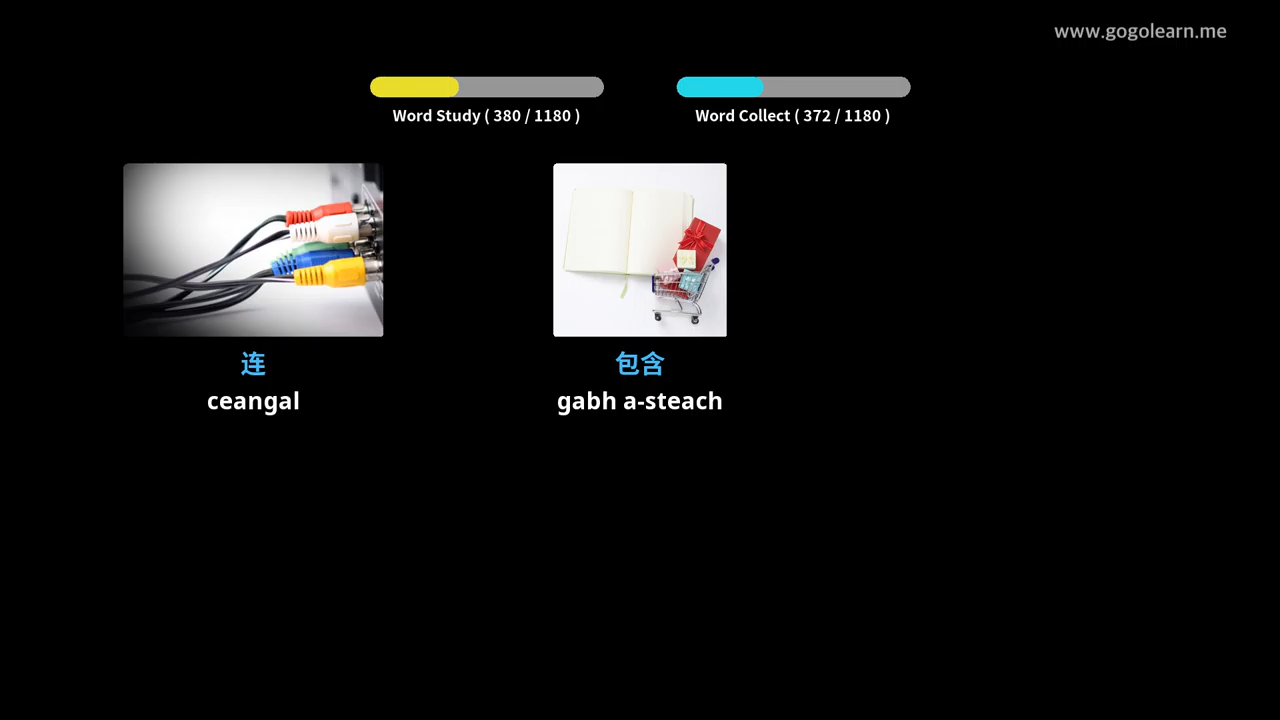 www.gogolearn.me
Word Study ( 380 / 1180 )
Word Collect ( 372 / 1180 )
连
ceangal
包含
gabh a-steach